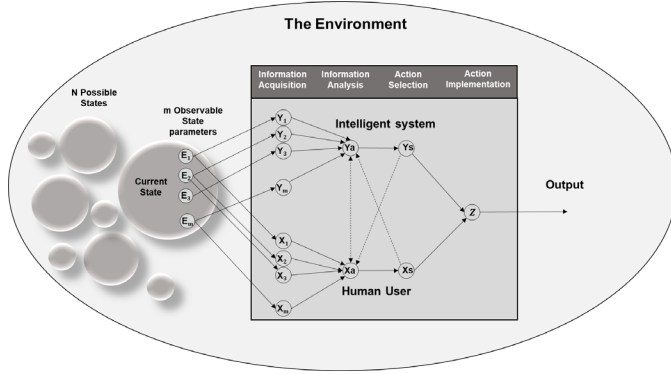 The Environment
N Possible
States
m Observable
State
parameters
Information
Acquisition
Information
Analysis
Action
Selection
Action
Implementation
Intelligent system
Current
State
E1
E2
E3
Em
Y1
Y2
Y3
Ym
Ya
Ys
X1
X2
X3
Xm
Xa
Xs
Z
Human User
Output